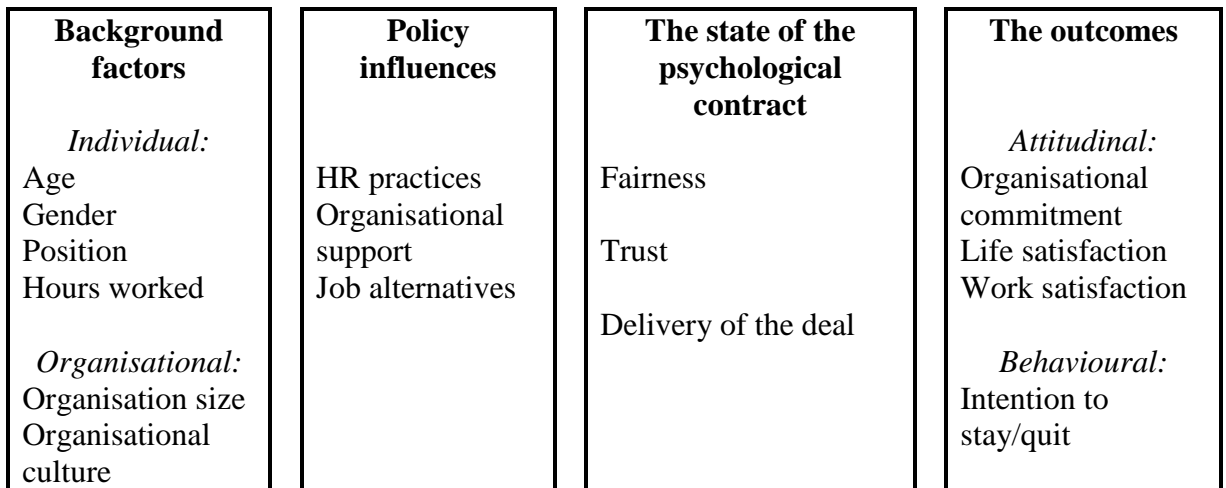 Background
factors
Individual:
Age
Gender
Position
Hours worked
Organisational:
Organisation size
Organisational
culture
Policy
influences
HR practices
Organisational
support
Job alternatives
The state of the
psychological
contract
Fairness
Trust
Delivery of the deal
The outcomes
Attitudinal:
Organisational
commitment
Life satisfaction
Work satisfaction
Behavioural:
Intention to
stay/quit